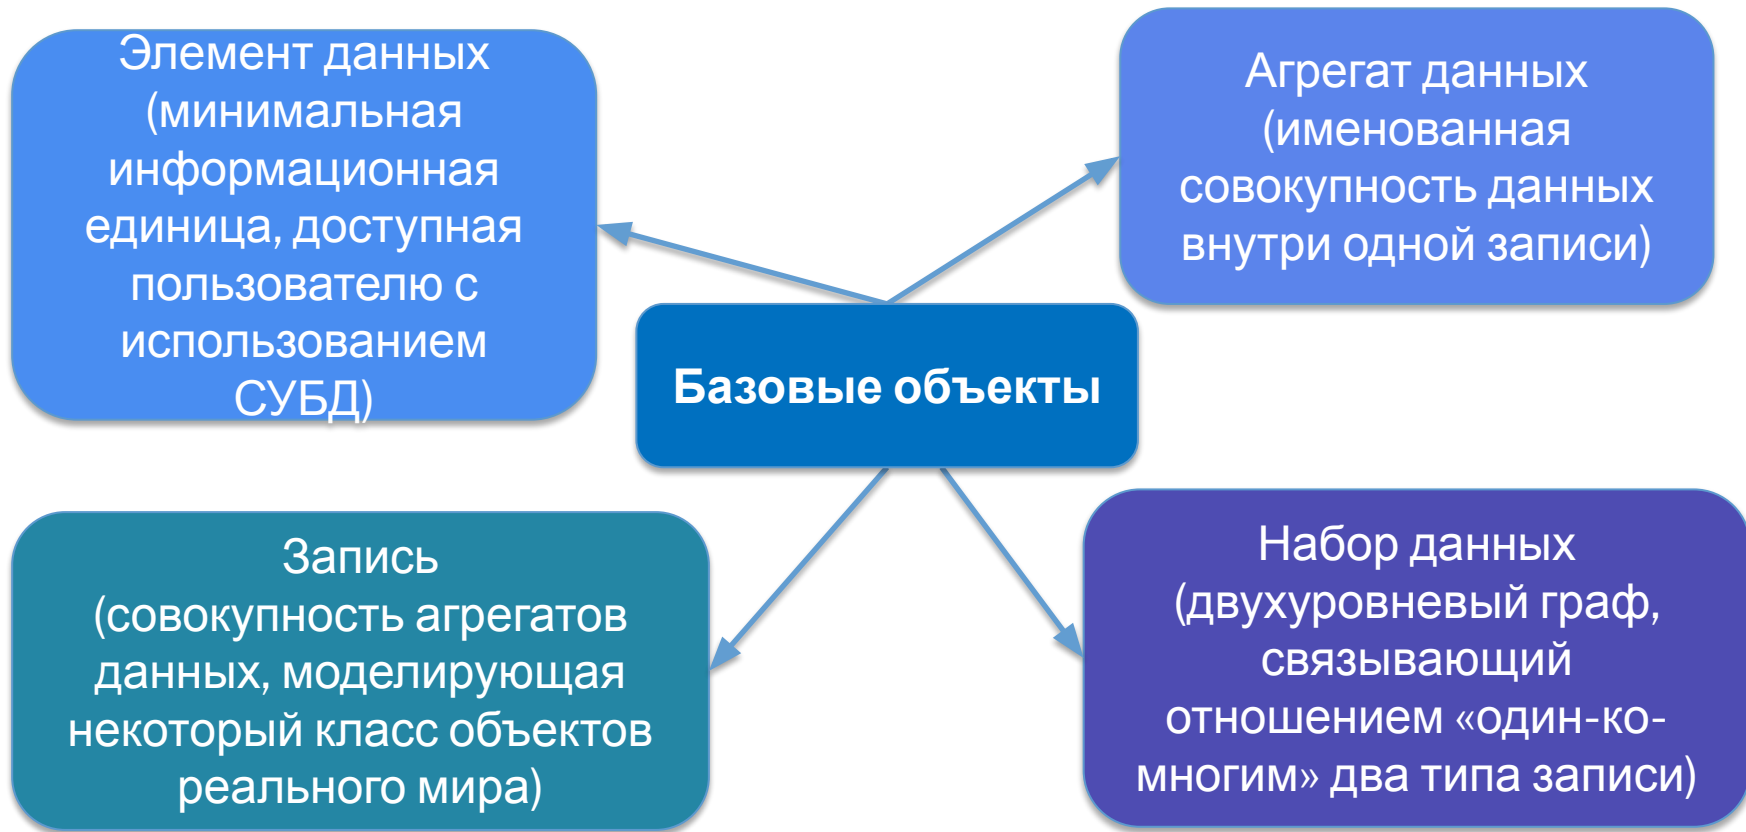 Элемент данных
(минимальная
информационная
единица, доступная
пользователю с
использованием
СУБД)
Агрегат данных
(именованная
совокупность данных
внутри одной записи)
Базовые объекты
Запись
(совокупность агрегатов
данных, моделирующая
некоторый класс объектов
реального мира)
Набор данных
(двухуровневый граф,
связывающий
отношением «один-ко-
многим» два типа записи)